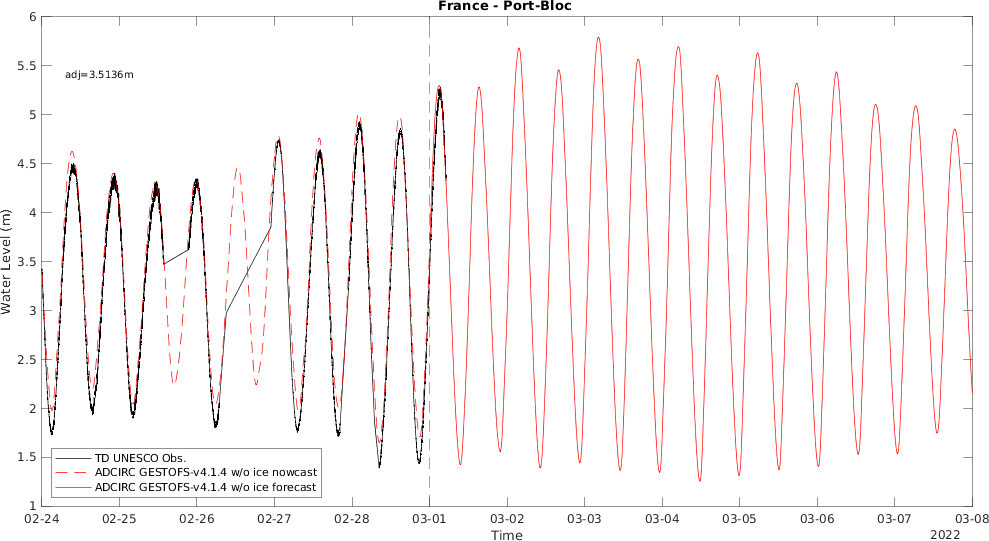 France - Port-Bloc
6
5.5
5
4.5
4
3.5
3
2.5
2
1.5
1
Water Level (m)
adj=3.5136m
TD UNESCO Obs.
ADCIRC GESTOFS-v4.1.4 w/o ice nowcast
ADCIRC GESTOFS-v4.1.4 w/o ice forecast
02-24 02-25 02-26 02-27 02-28 03-01 03-02 03-03 03-04 03-05 03-06 03-07 03-08
Time
2022